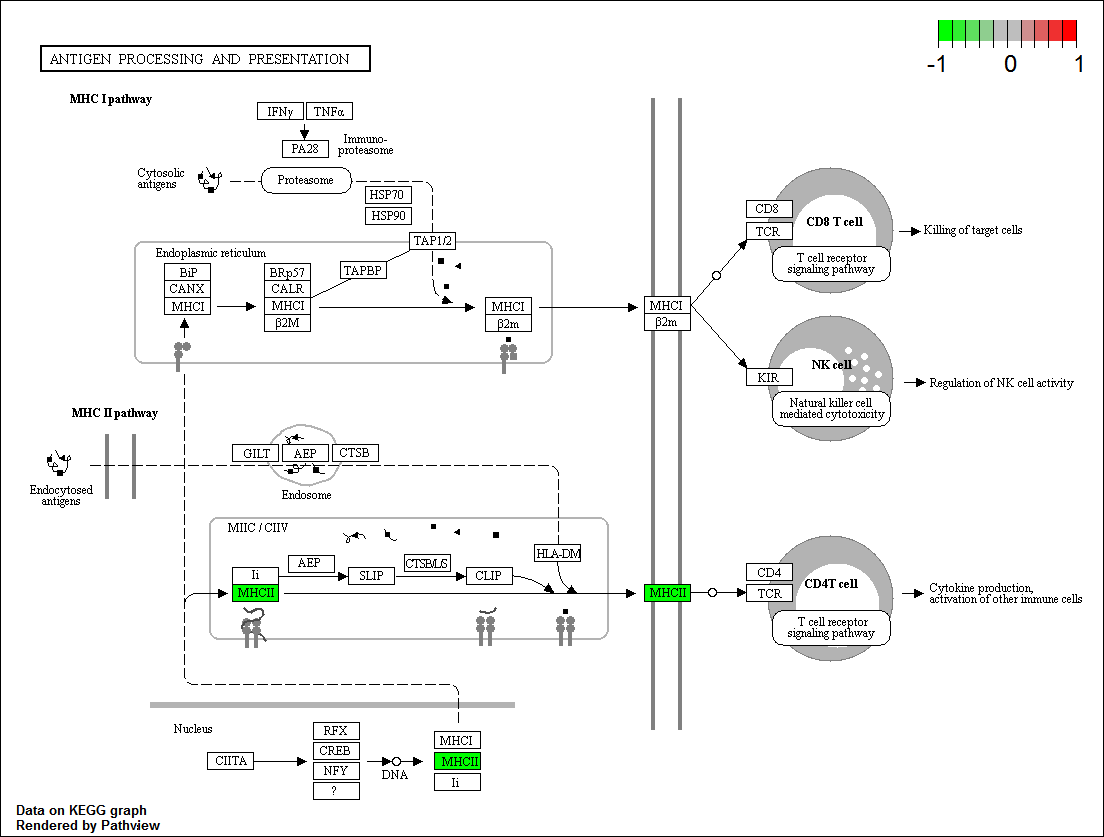 -1 0 1
ANTIGEN PROCESSING AND PRESENTATION
MHC I pathway
IFNγ TNFα
PA28
Immuno-
proteasome
Cytosolic
antigens
Proteasome
HSP70
HSP90
TAP1/2
Endoplasmic reticulum
TAPBP
BiP
CANX
MHCI
BRp57
CALR
MHCI
β2M
MHCI
β2m
MHCI
β2m
CD8
TCR
CD8 T cell
T cell receptor
signaling pathway
Killing of target cells
KIR
NK cell
Natural killer cell
mediated cytotoxicity
Regulation of NK cell activity
MHC II pathway
Endocytosed
antigens
GILT AEP CTSB
Endosome
MIIC / CIIV
Ii
MHCII
AEP
SLIP
CTSB/L/S
CLIP
HLA-DM
MHCII
CD4
TCR
CD4T cell
T cell receptor
signaling pathway
Cytokine production,
activation of other immune cells
Nucleus
CIITA
RFX
CREB
NFY
?
DNA
MHCI
MHCII
Ii
Data on KEGG graph
Rendered by Pathview